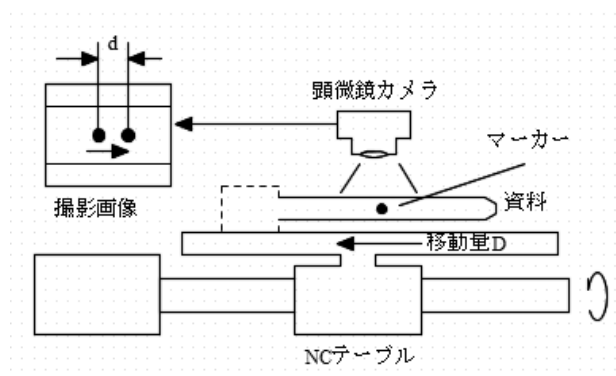 d
顕微鏡カメラ
マーカー
撮影画像
資料
移動量D
NCテーブル